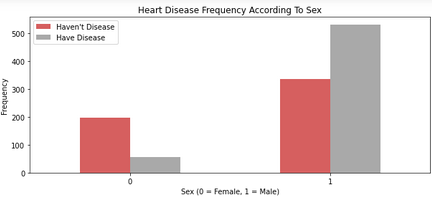 Heart Disease Frequency According To Sex
Haven't Disease
Have Disease
Frequency
500
400
300
200
100
0
0 1
Sex (0 = Female, 1 = Male)